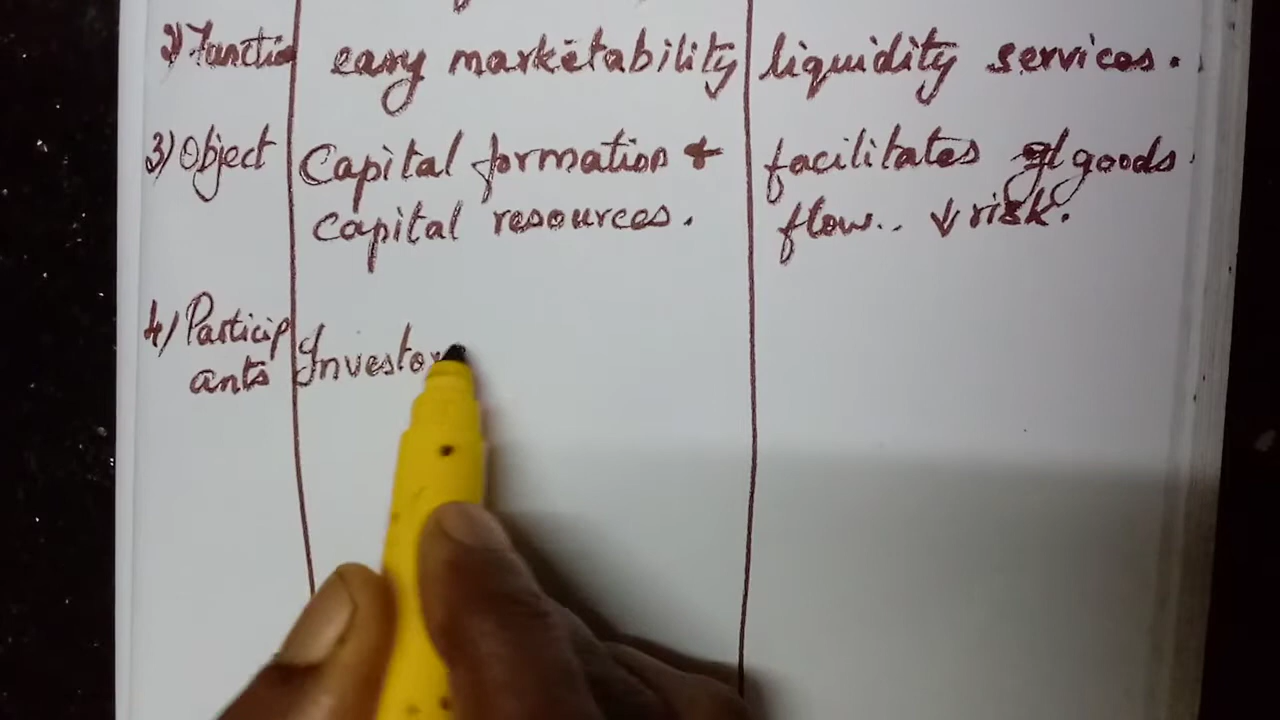 2) Functio easy marketability liquidity services.
3) Object Capital formation + facilitates goods
capital resources. flow.. ↓ risk.
4) Particip
ants Investor